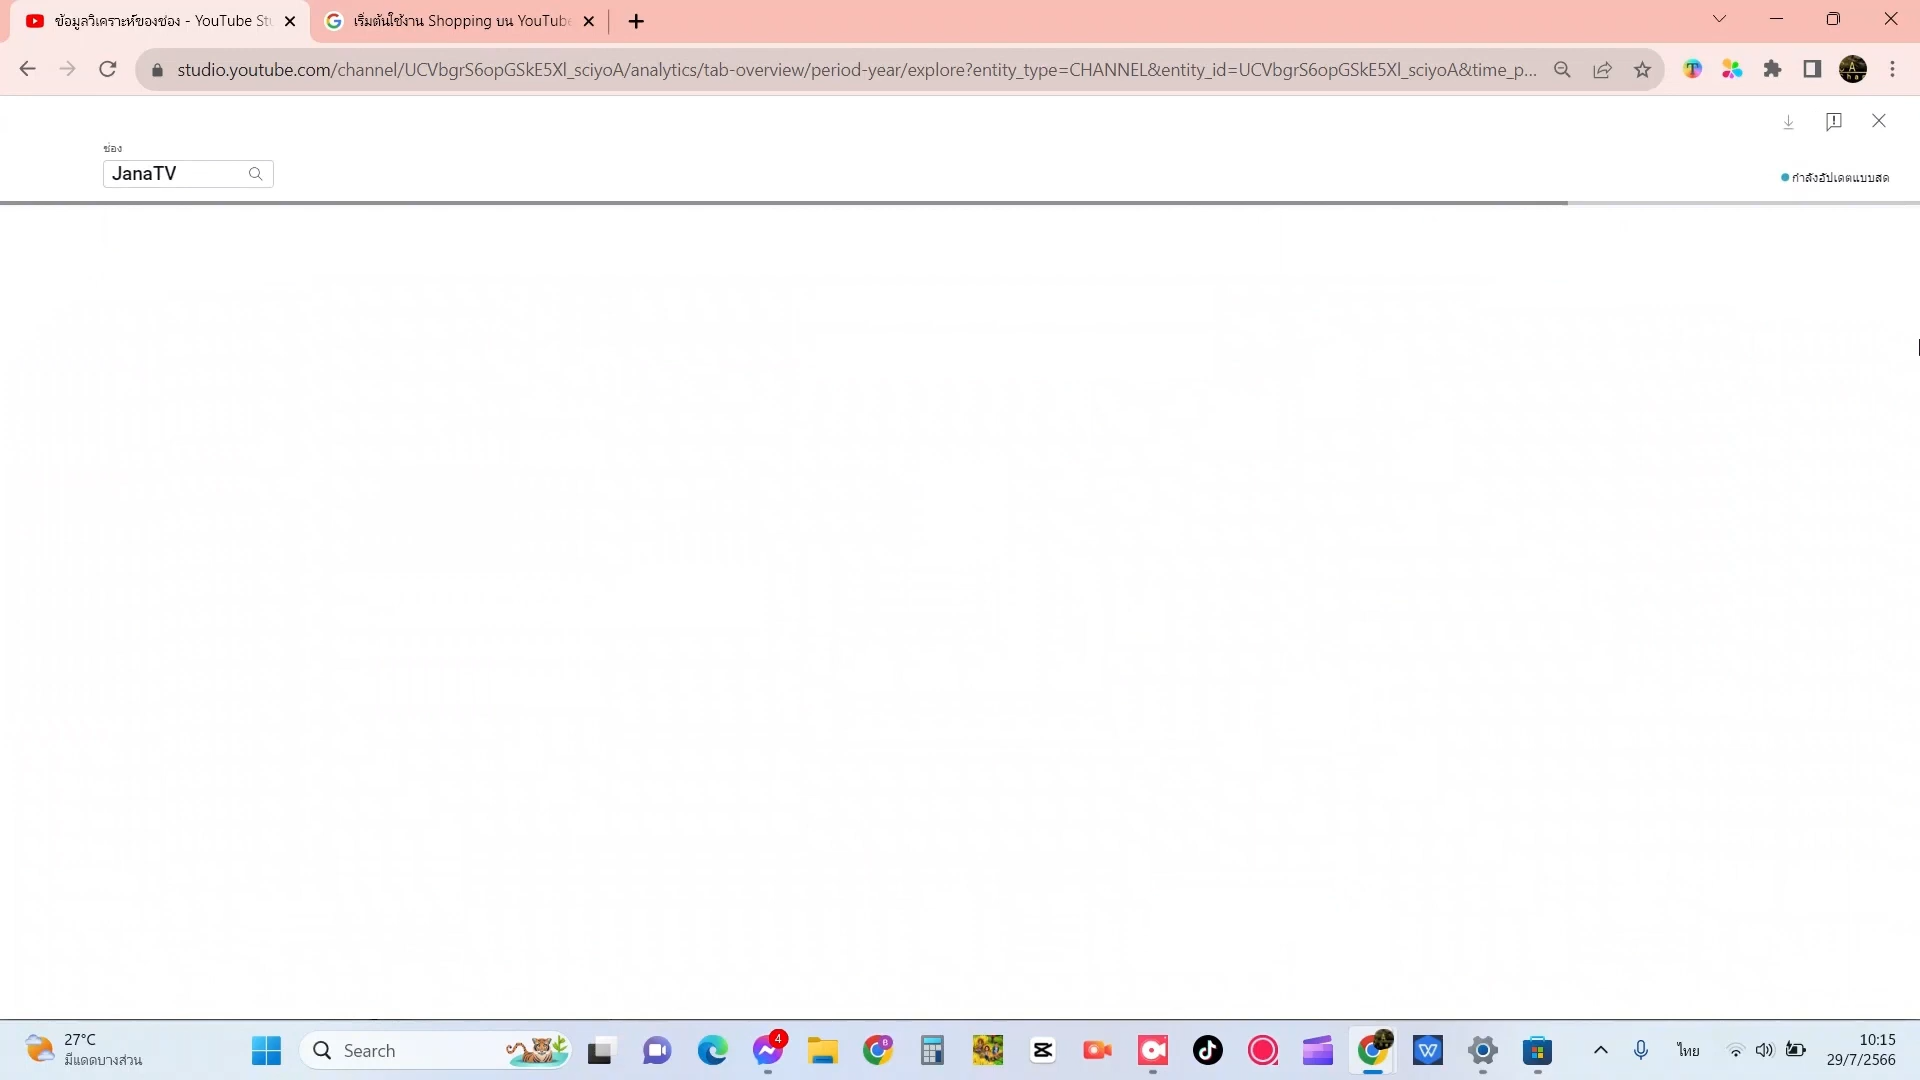 ข้อมูลวิเคราะห์ของช่อง - YouTube St
เริ่มต้นใช้งาน Shopping บน YouTube
studio.youtube.com/channel/UCVbgrS6opGSkE5Xl_sciyoA/analytics/tab-overview/period-year/explore?entity_type=CHANNEL&entity_id=UCVbgrS6opGSkE5Xl_sciyoA&time_p...
ช่อง
JanaTV
กำลังอัปเดตแบบสด
27°C
มีแดดบางส่วน
Search
4
ไทย
10:15
29/7/2566